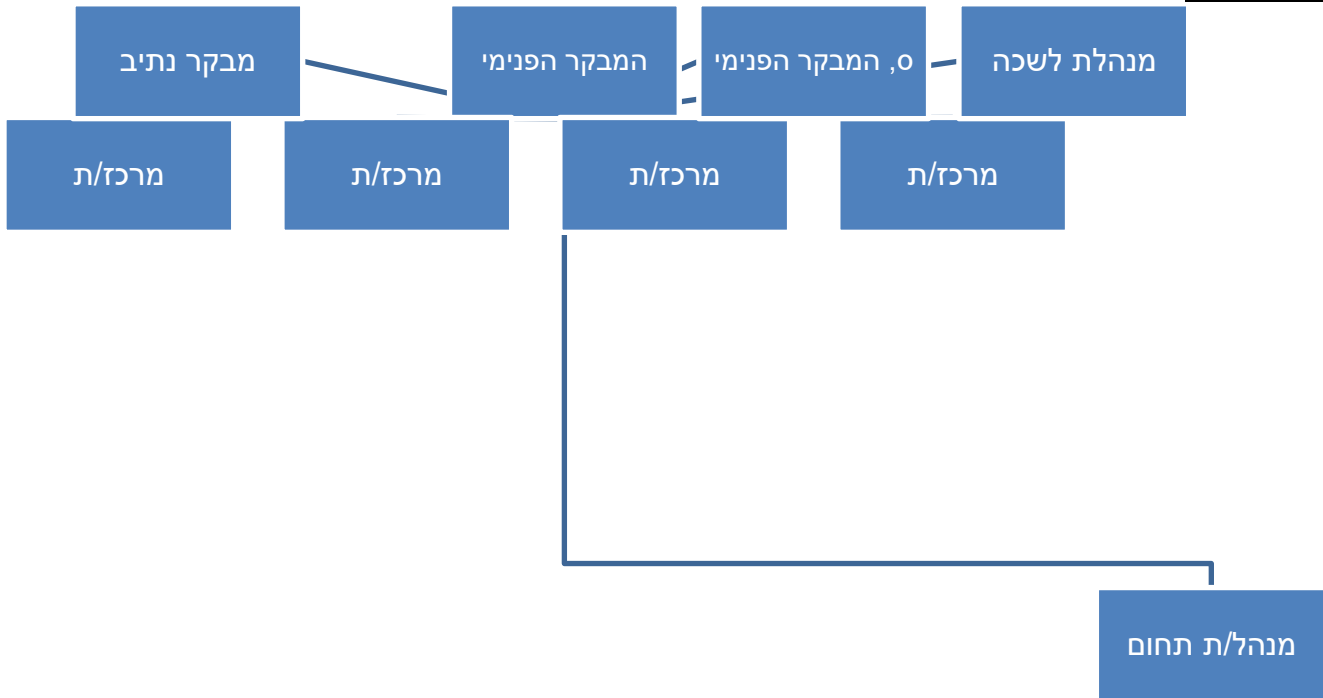 מנהלת לשכה
ס, המבקר הפנימי
המבקר הפנימי
מבקר נתיב
מרכז/ת
מרכז/ת
מרכז/ת
מרכז/ת
מנהל/ת תחום